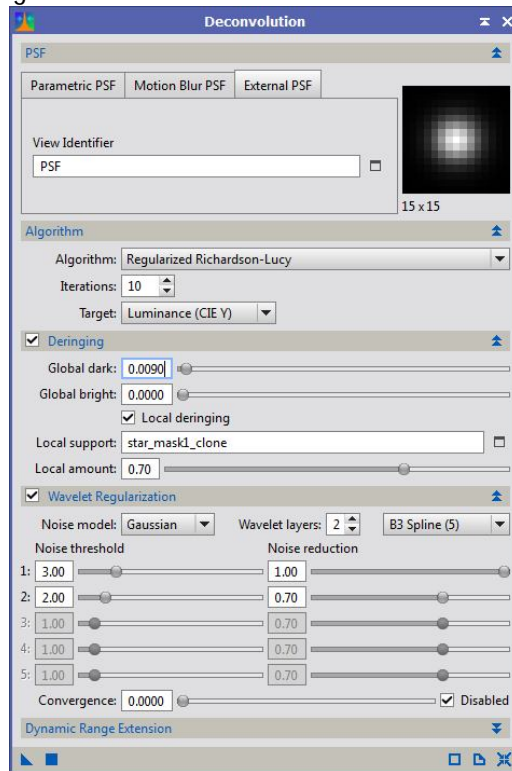 Deconvolution
PSF
Parametric PSF Motion Blur PSF External PSF
View Identifier
PSF
15 x 15
Algorithm
Algorithm: Regularized Richardson-Lucy
Iterations: 10
Target: Luminance (CIE Y)
Deringing
Global dark: 0.0090
Global bright: 0.0000
Local deringing
Local support: star_mask1_clone
Local amount: 0.70
Wavelet Regularization
Noise model: Gaussian Wavelet layers: 2 B3 Spline (5)
Noise threshold Noise reduction
1: 3.00 1.00
2: 2.00 0.70
3: 1.00 0.70
4: 1.00 0.70
5: 1.00 0.70
Convergence: 0.0000 Disabled
Dynamic Range Extension